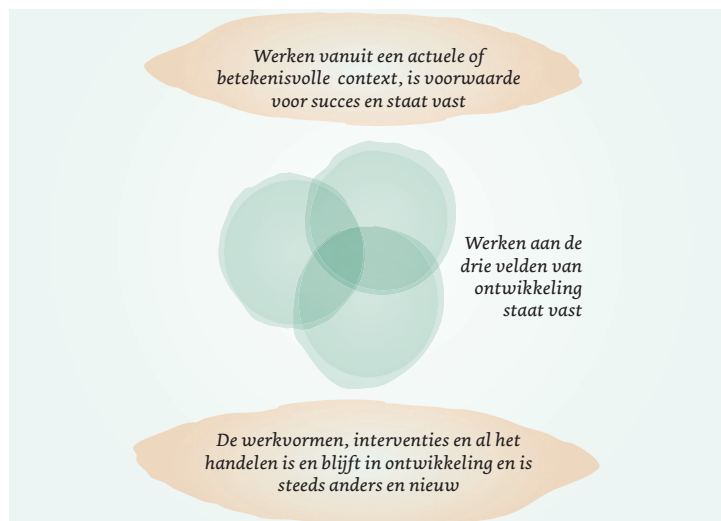 Werken vanuit een actuele of
betekenisvolle context, is voorwaarde
voor succes en staat vast
Werken aan de
drie velden van
ontwikkeling
staat vast
De werkvormen, interventies en al het
handelen is en blijft in ontwikkeling en is
steeds anders en nieuw